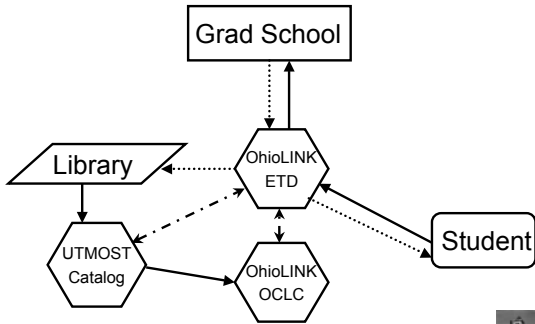 Grad School
OhioLINK
ETD
Library
Student
UTMOST
Catalog
OhioLINK
OCLC